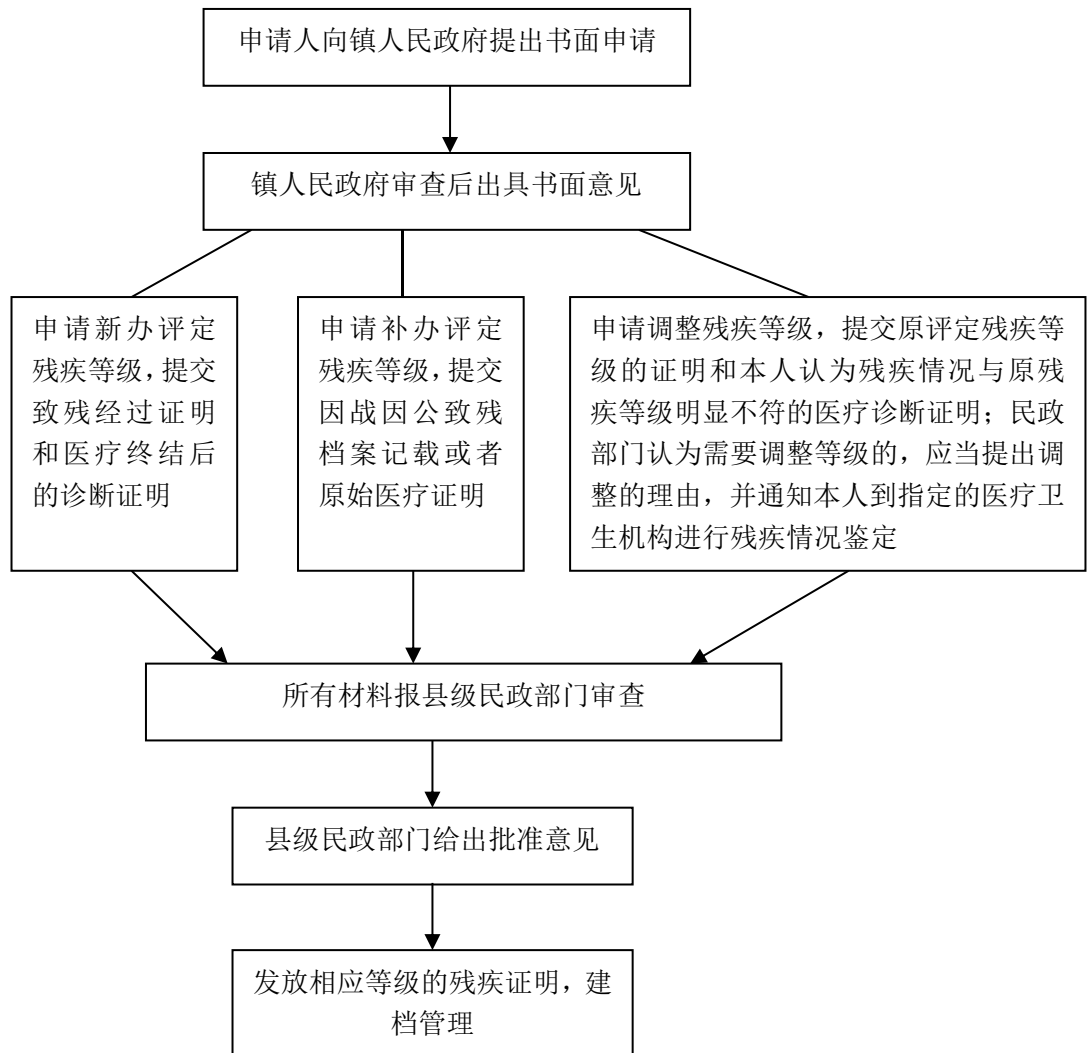 申请人向镇人民政府提出书面申请
镇人民政府审查后出具书面意见
申请新办评定
残疾等级，提交
致残经过证明
和医疗终结后
的诊断证明
申请补办评定
残疾等级，提交
因战因公致残
档案记载或者
原始医疗证明
申请调整残疾等级，提交原评定残疾等
级的证明和本人认为残疾情况与原残
疾等级明显不符的医疗诊断证明；民政
部门认为需要调整等级的，应当提出调
整的理由，并通知本人到指定的医疗卫
生机构进行残疾情况鉴定
所有材料报县级民政部门审查
县级民政部门给出批准意见
发放相应等级的残疾证明，建
档管理